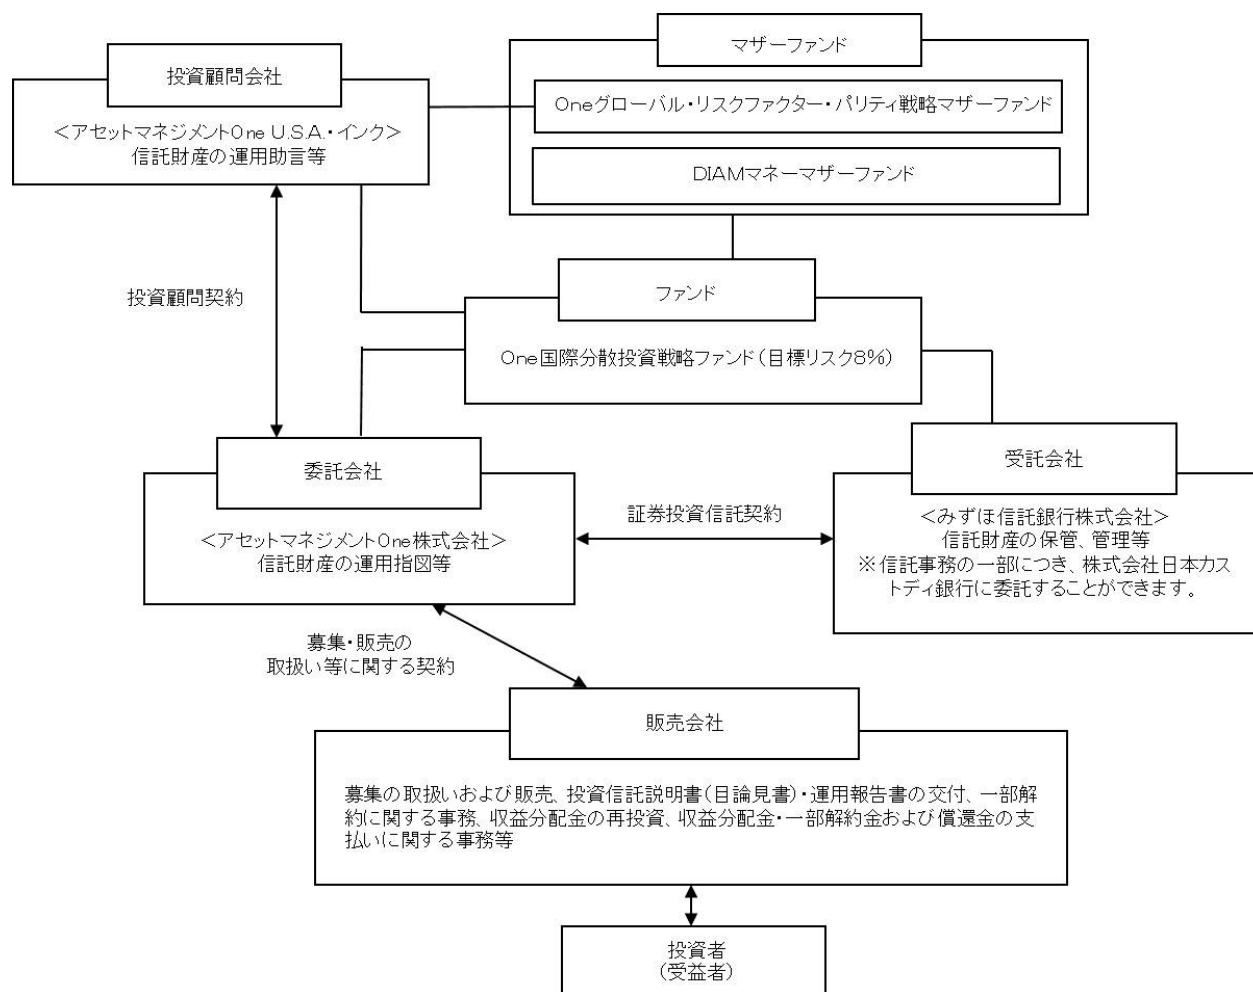 マザーファンド
投資顧問会社
Oneグローバル・リスクファクター・パリティ戦略マザーファンド
＜アセットマネジメントOne U.S.A.・インク＞
信託財産の運用助言等
DIAMマネーマザーファンド
投資顧問契約
ファンド
One国際分散投資戦略ファンド（目標リスク8%）
委託会社
＜アセットマネジメントOne株式会社＞
信託財産の運用指図等
証券投資信託契約
受託会社
＜みずほ信託銀行株式会社＞
信託財産の保管、管理等
※信託事務の一部につき、株式会社日本カス
トディ銀行に委託することができます。
募集・販売の
取扱い等に関する契約
販売会社
募集の取扱いおよび販売、投資信託説明書（目論見書）・運用報告書の交付、一部解
約に関する事務、収益分配金の再投資、収益分配金・一部解約金および償還金の支
払いに関する事務等
投資者
（受益者）